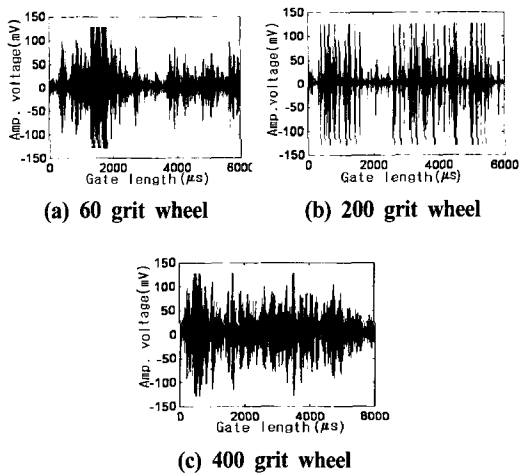 150
100
50
0
-50
-100
-150
0 2000 4000 6000
Amp. voltage(mV)
Gate length(μs)
(a) 60 grit wheel
150
100
50
0
-50
-100
-150
0 2000 4000 6000
Amp. voltage(mV)
Gate length(μs)
(b) 200 grit wheel
150
100
50
0
-50
-100
-150
0 2000 4000 6000
Amp. voltage(mV)
Gate length(μs)
(c) 400 grit wheel